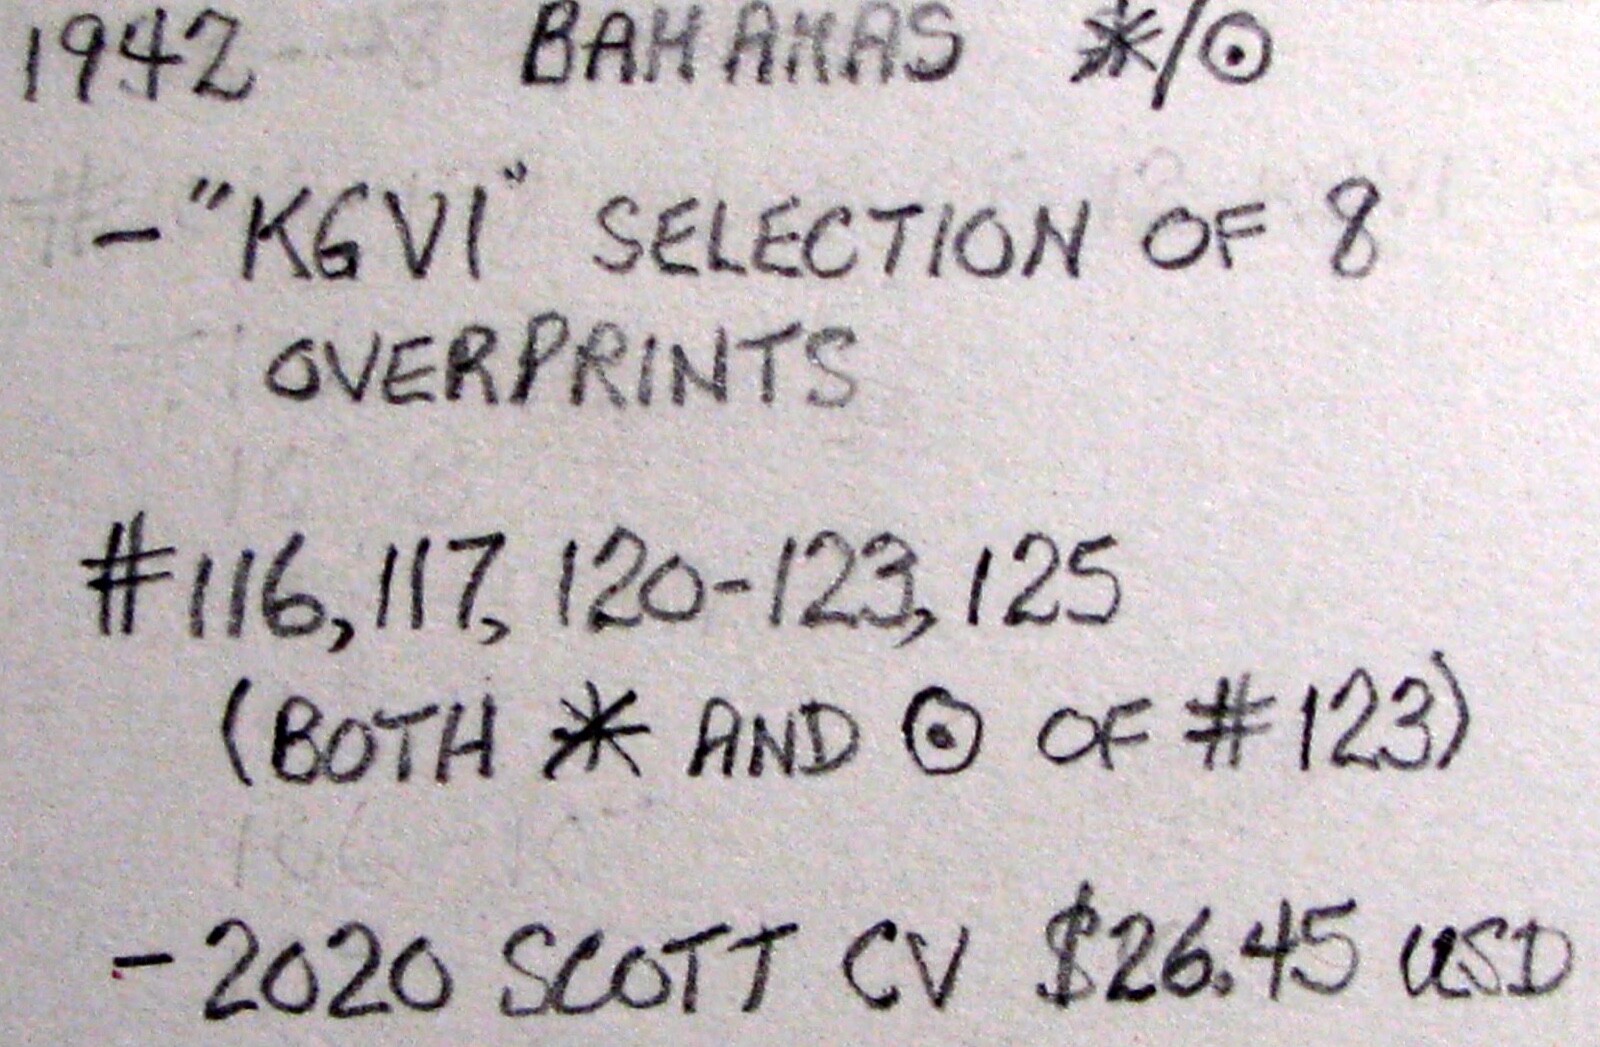 1942 BAHAMAS *​/⊙
- "KGVI" SELECTION OF 8
OVERPRINTS
#116, 117, 120-123, 125
(BOTH * AND ⊙ OF #123)
- 2020 SCOTT CV $26.45 USD